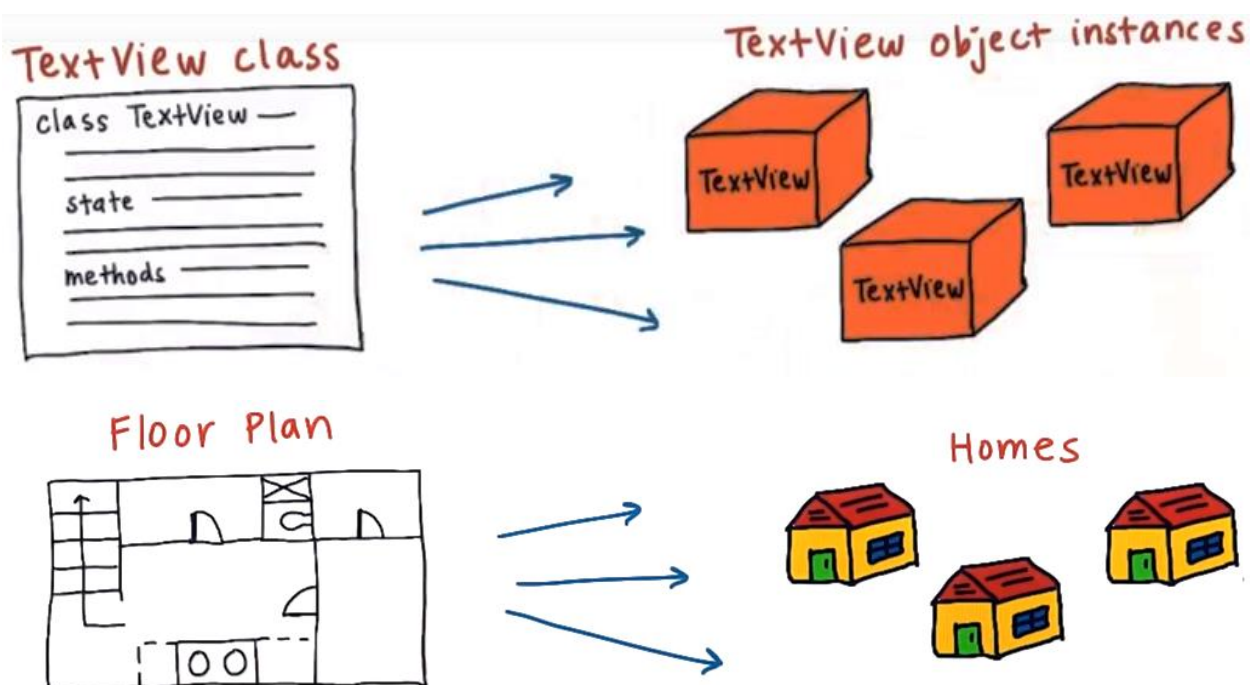 TextView class
TextView object instances
class TextView
state
methods
TextView
TextView
TextView
Floor Plan
Homes